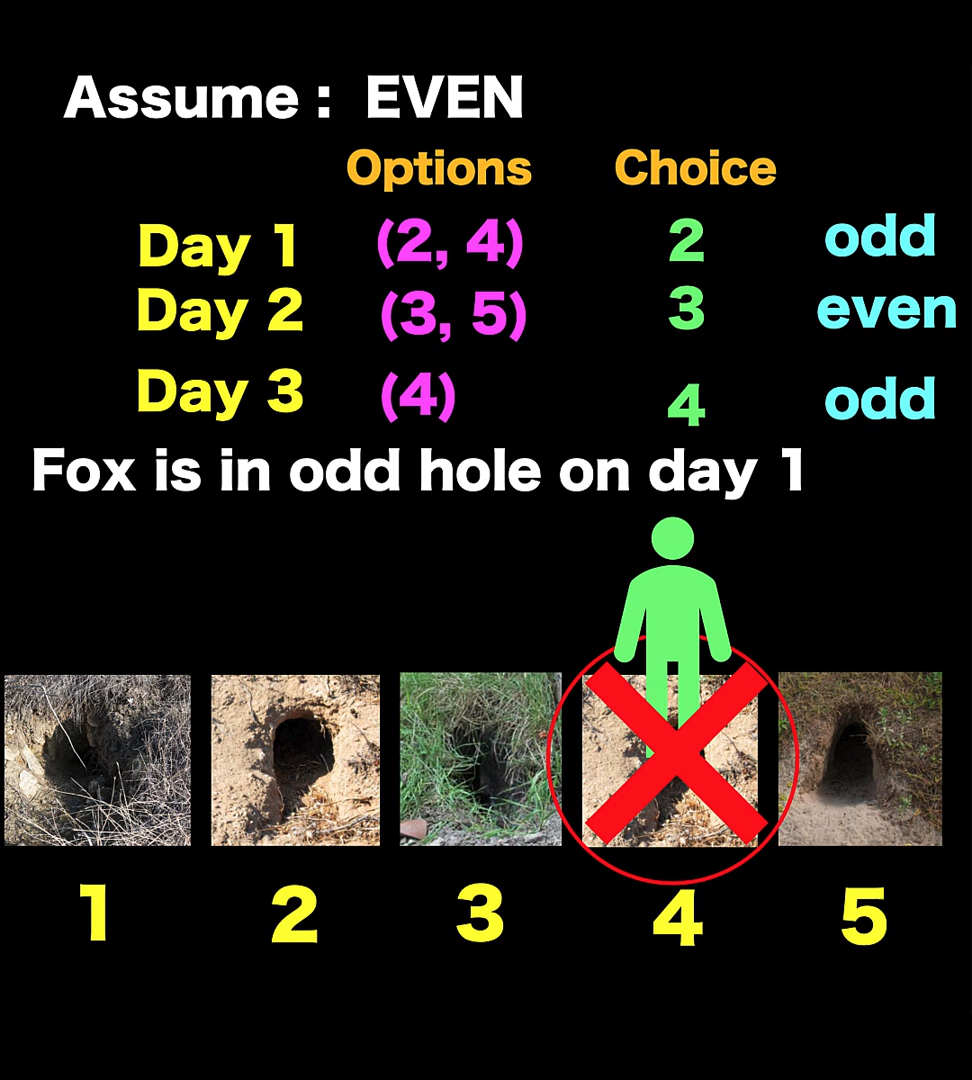 Assume : EVEN
Options Choice
Day 1 (2, 4) 2 odd
Day 2 (3, 5) 3 even
Day 3 (4) 4 odd
Fox is in odd hole on day 1
1 2 3 4 5